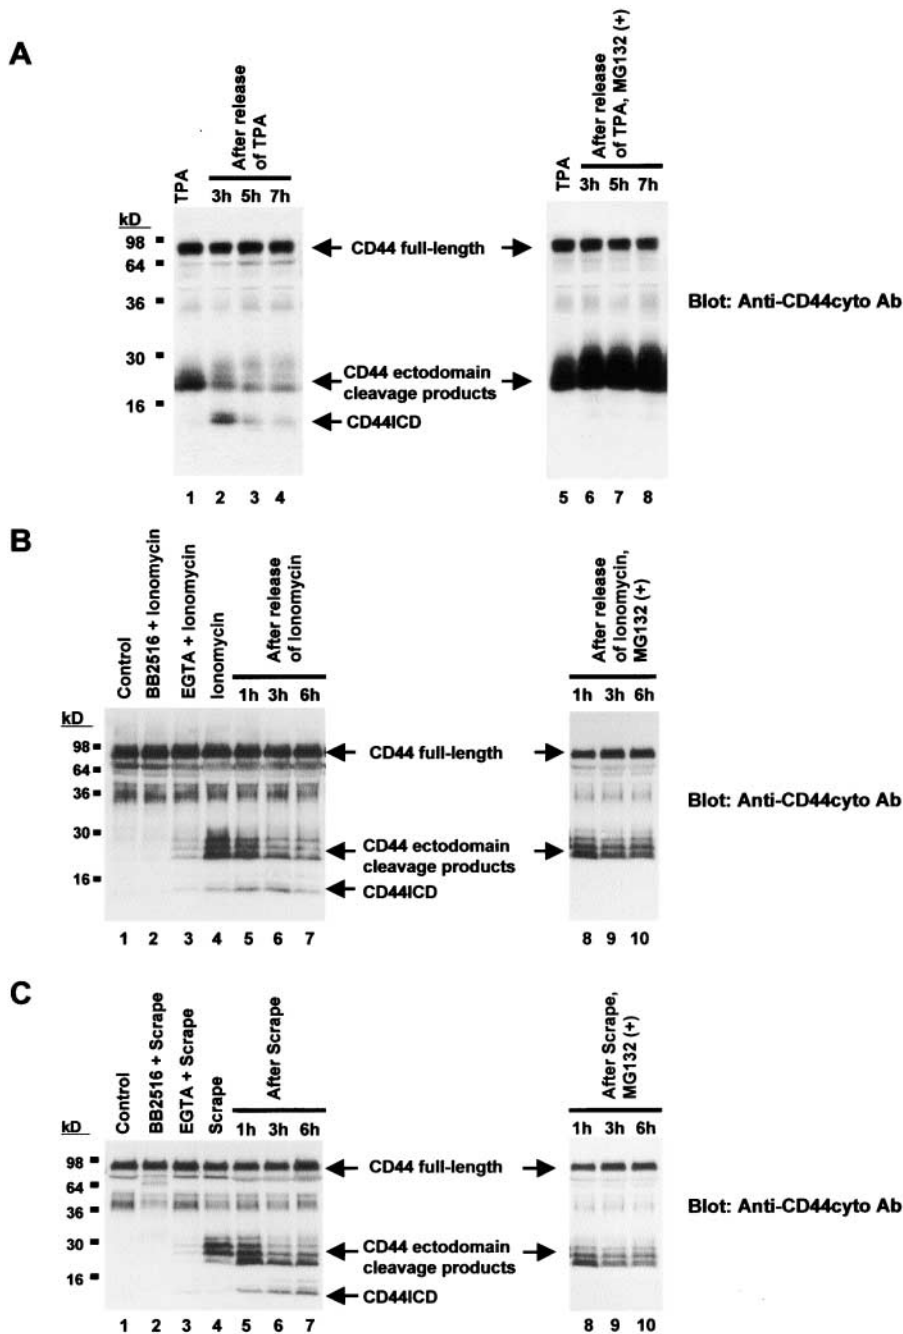 A
TPA
After release of TPA
3h 5h 7h
TPA
After release of TPA, MG132 (+)
3h 5h 7h
kD
98
64
36
30
16
CD44 full-length
CD44 ectodomain
cleavage products
CD44ICD
Blot: Anti-CD44cyto Ab
1 2 3 4
5 6 7 8
B
Control
BB2516 + Ionomycin
EGTA + Ionomycin
Ionomycin
After release
of Ionomycin
1h 3h 6h
After release
of Ionomycin,
MG132 (+)
1h 3h 6h
kD
98
64
36
30
16
CD44 full-length
CD44 ectodomain
cleavage products
CD44ICD
Blot: Anti-CD44cyto Ab
1 2 3 4 5 6 7
8 9 10
C
Control
BB2516 + Scrape
EGTA + Scrape
Scrape
After Scrape
1h 3h 6h
After Scrape,
MG132 (+)
1h 3h 6h
kD
98
64
36
30
16
CD44 full-length
CD44 ectodomain
cleavage products
CD44ICD
Blot: Anti-CD44cyto Ab
1 2 3 4 5 6 7
8 9 10